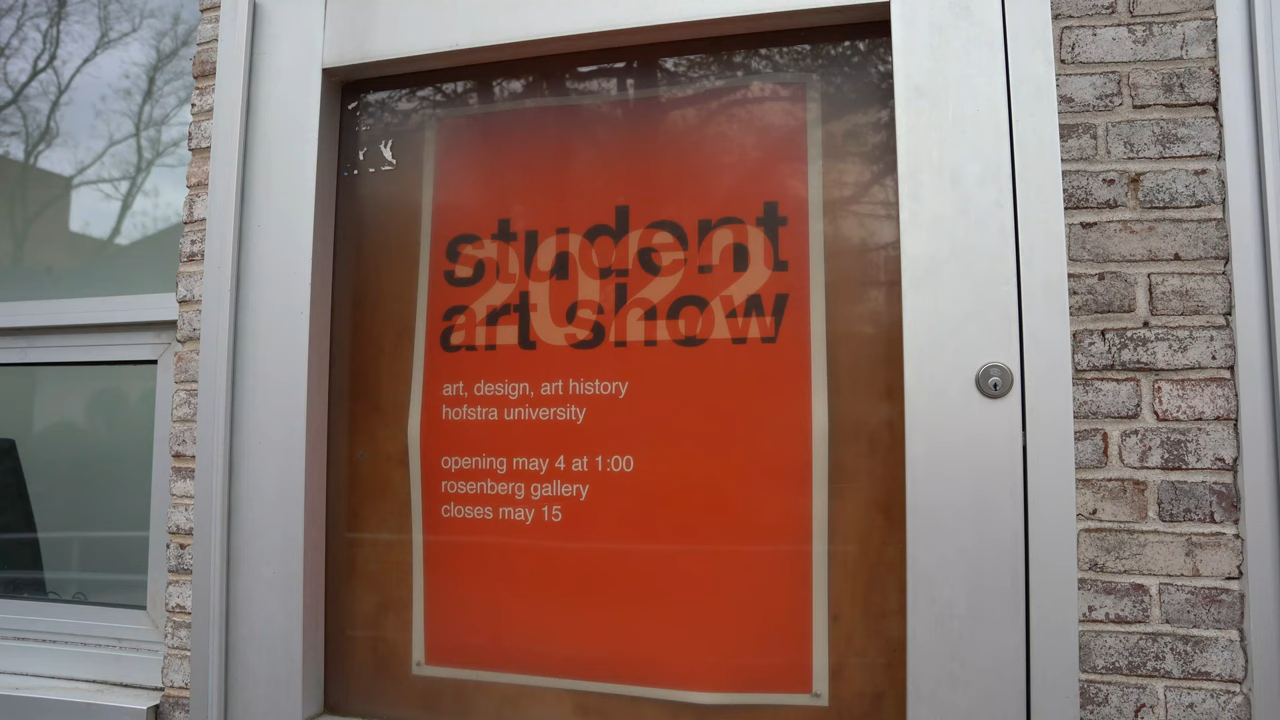 student
2022
art show
art, design, art history
hofstra university
opening may 4 at 1:00
rosenberg gallery
closes may 15